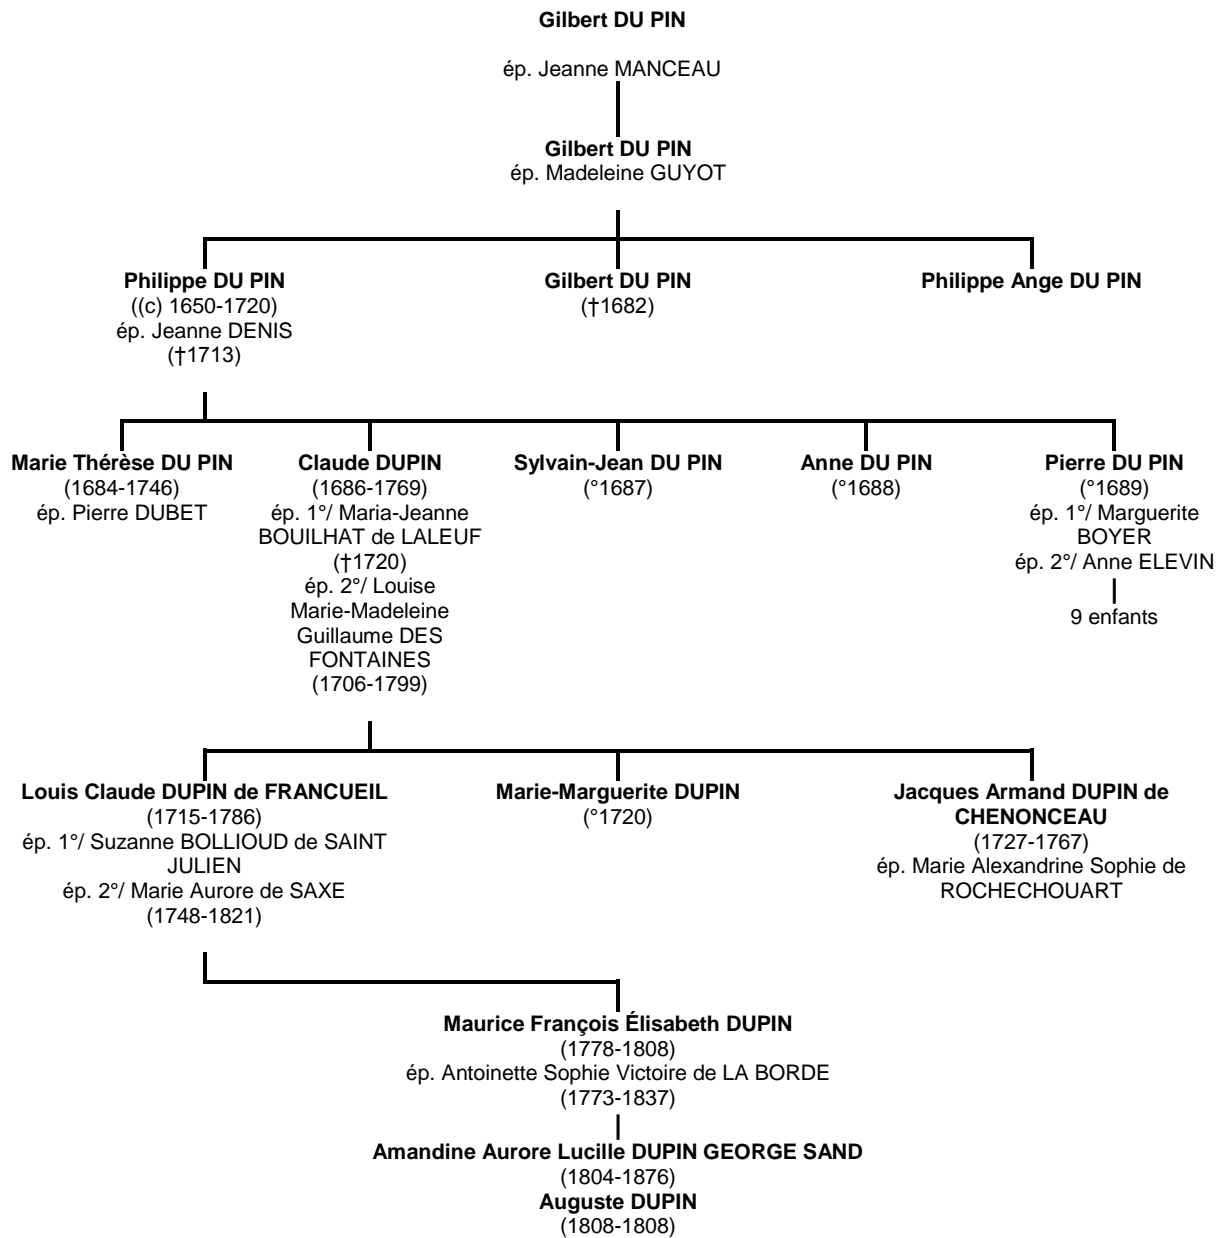 Gilbert DU PIN
ép. Jeanne MANCEAU
Gilbert DU PIN
ép. Madeleine GUYOT
Philippe DU PIN
((c) 1650-1720)
ép. Jeanne DENIS
(†1713)
Gilbert DU PIN
(†1682)
Philippe Ange DU PIN
Marie Thérèse DU PIN
(1684-1746)
ép. Pierre DUBET
Claude DUPIN
(1686-1769)
ép. 1°/ Maria-Jeanne
BOUILHAT de LALEUF
(†1720)
ép. 2°/ Louise
Marie-Madeleine
Guillaume DES
FONTAINES
(1706-1799)
Sylvain-Jean DU PIN
(°1687)
Anne DU PIN
(°1688)
Pierre DU PIN
(°1689)
ép. 1°/ Marguerite
BOYER
ép. 2°/ Anne ELEVIN
9 enfants
Louis Claude DUPIN de FRANCUEIL
(1715-1786)
ép. 1°/ Suzanne BOLLIOUD de SAINT
JULIEN
ép. 2°/ Marie Aurore de SAXE
(1748-1821)
Marie-Marguerite DUPIN
(°1720)
Jacques Armand DUPIN de
CHENONCEAU
(1727-1767)
ép. Marie Alexandrine Sophie de
ROCHECHOUART
Maurice François Élisabeth DUPIN
(1778-1808)
ép. Antoinette Sophie Victoire de LA BORDE
(1773-1837)
Amandine Aurore Lucille DUPIN GEORGE SAND
(1804-1876)
Auguste DUPIN
(1808-1808)